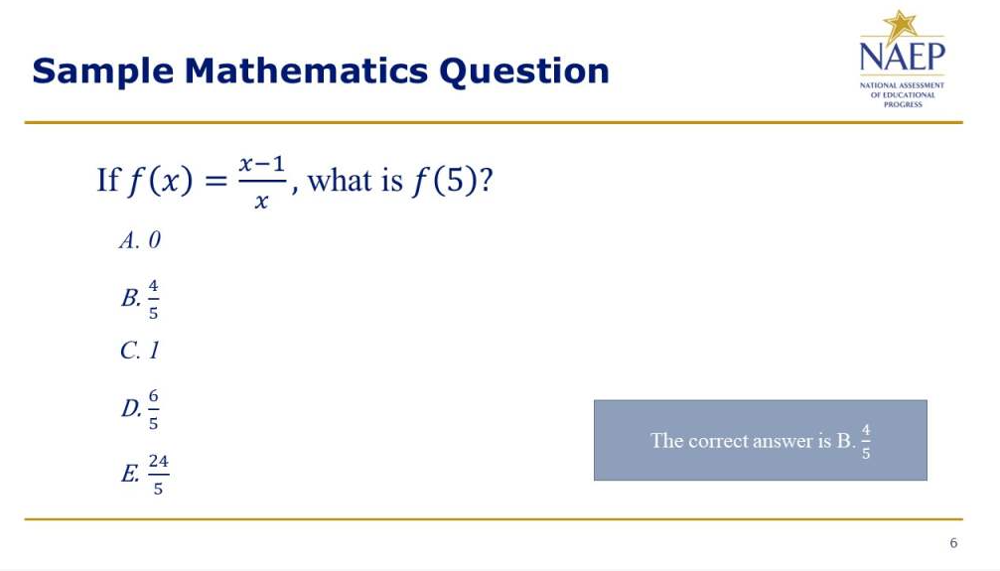 Sample Mathematics Question
NAEP
NATIONAL ASSESSMENT
OF EDUCATIONAL
PROGRESS
If f(x) = \frac{x−1}{x}, what is f(5)?
A. 0
B. \frac{4}{5}
C. 1
D. \frac{6}{5}
E. \frac{24}{5}
The correct answer is B. \frac{4}{5}
6